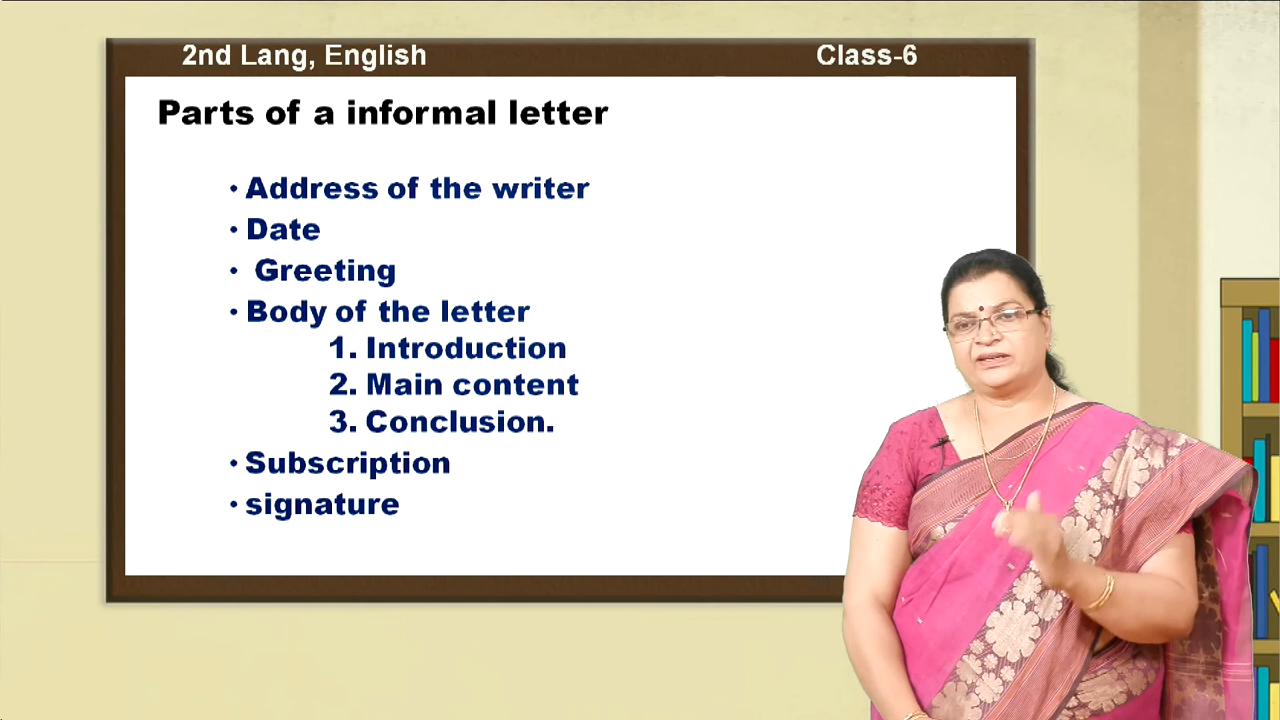 2nd Lang, English Class-6
Parts of a informal letter
• Address of the writer
• Date
• Greeting
• Body of the letter
1. Introduction
2. Main content
3. Conclusion.
• Subscription
• signature